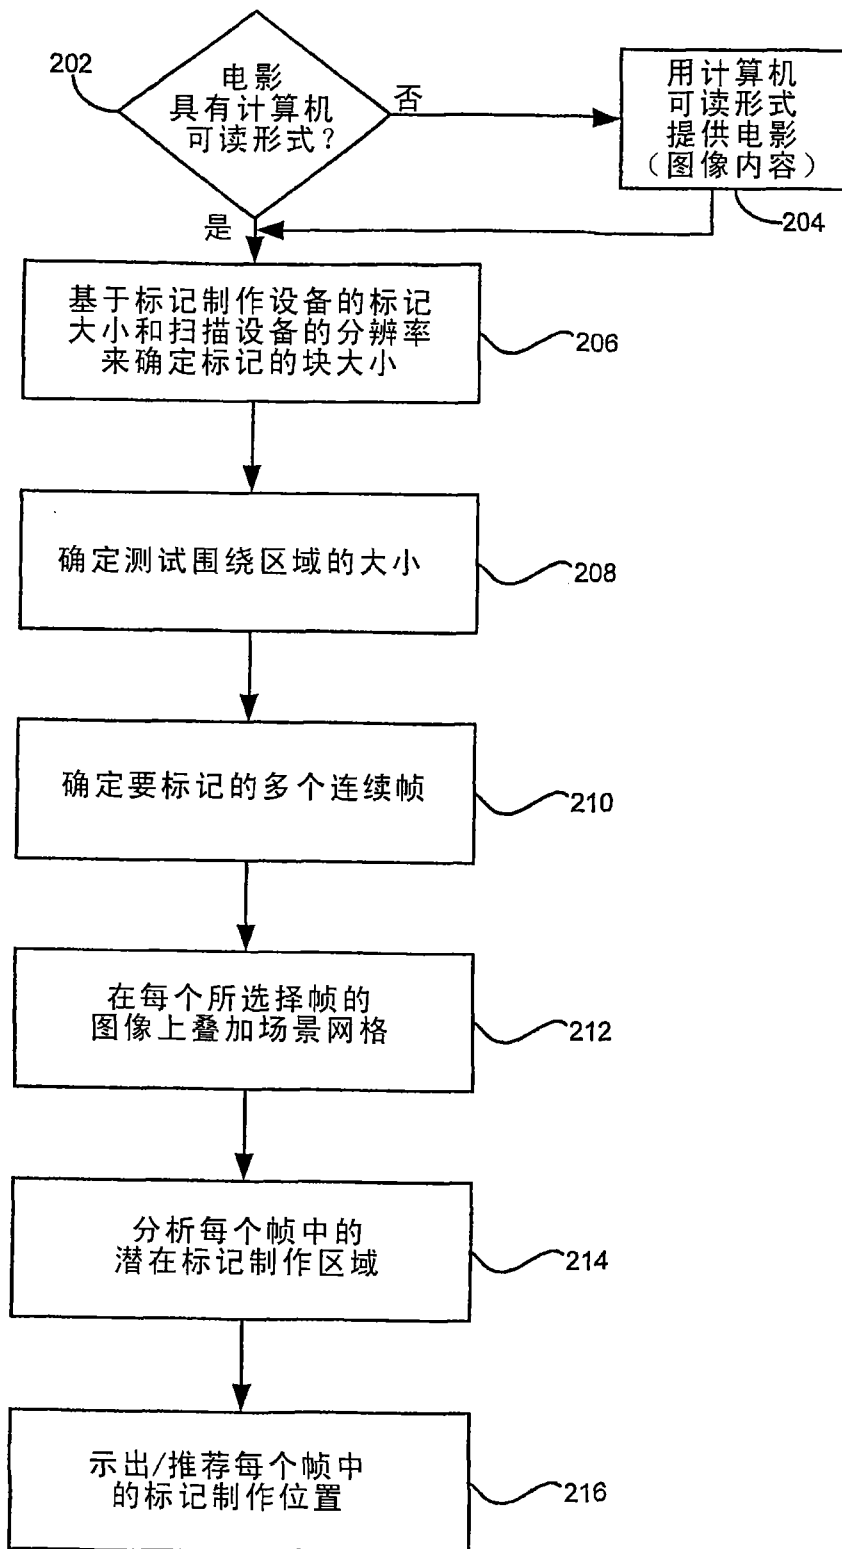 202
电影
具有计算机
可读形式？
否
用计算机
可读形式
提供电影
（图像内容）
204
是
基于标记制作设备的标记
大小和扫描设备的分辨率
来确定标记的块大小
206
确定测试围绕区域的大小
208
确定要标记的多个连续帧
210
在每个所选择帧的
图像上叠加场景网格
212
分析每个帧中的
潜在标记制作区域
214
示出/推荐每个帧中
的标记制作位置
216